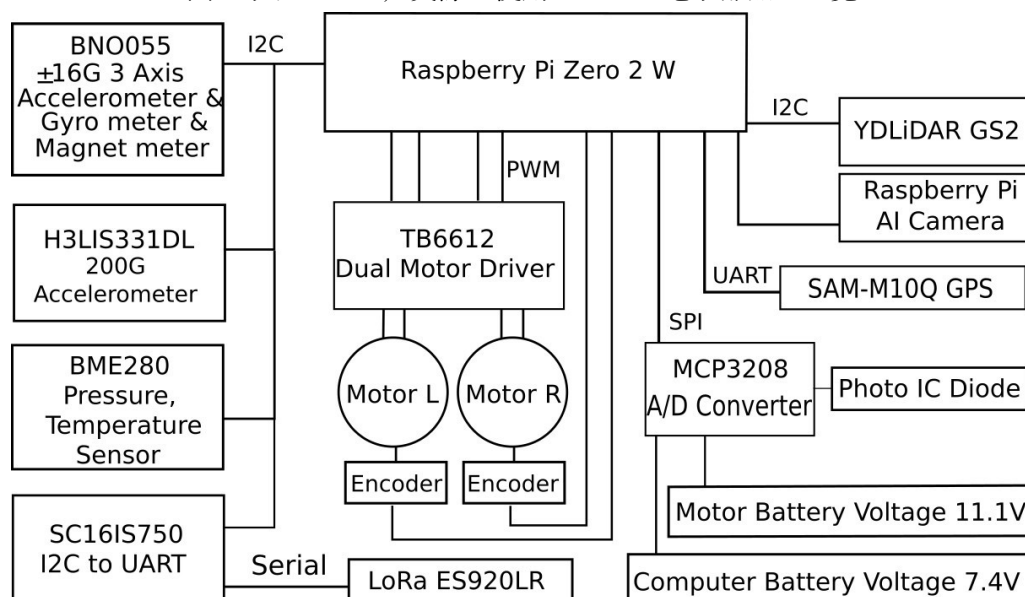 BNO055
±16G 3 Axis
Accelerometer &
Gyro meter &
Magnet meter
I2C
Raspberry Pi Zero 2 W
I2C
YDLiDAR GS2
Raspberry Pi
AI Camera
PWM
H3LIS331DL
200G
Accelerometer
TB6612
Dual Motor Driver
UART
SAM-M10Q GPS
SPI
BME280
Pressure,
Temperature
Sensor
Motor L
Motor R
MCP3208
A/D Converter
Photo IC Diode
Encoder
Encoder
Motor Battery Voltage 11.1V
SC16IS750
I2C to UART
Serial
LoRa ES920LR
Computer Battery Voltage 7.4V